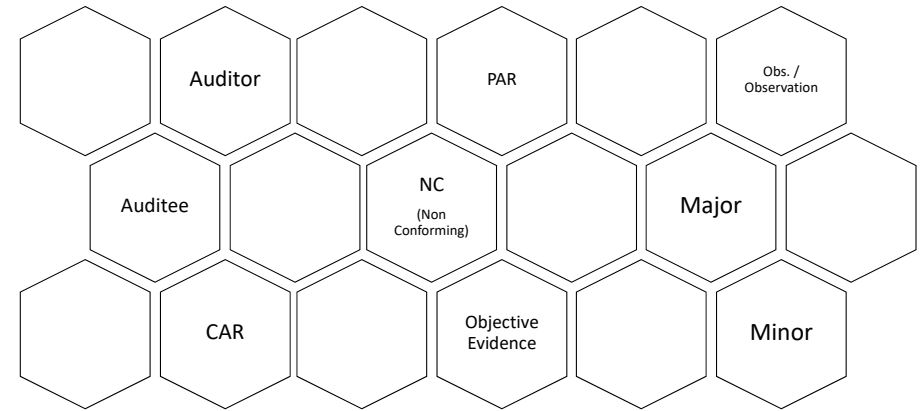 Auditor
PAR
Obs. /
Observation
Auditee
NC
(Non
Conforming)
Major
CAR
Objective
Evidence
Minor